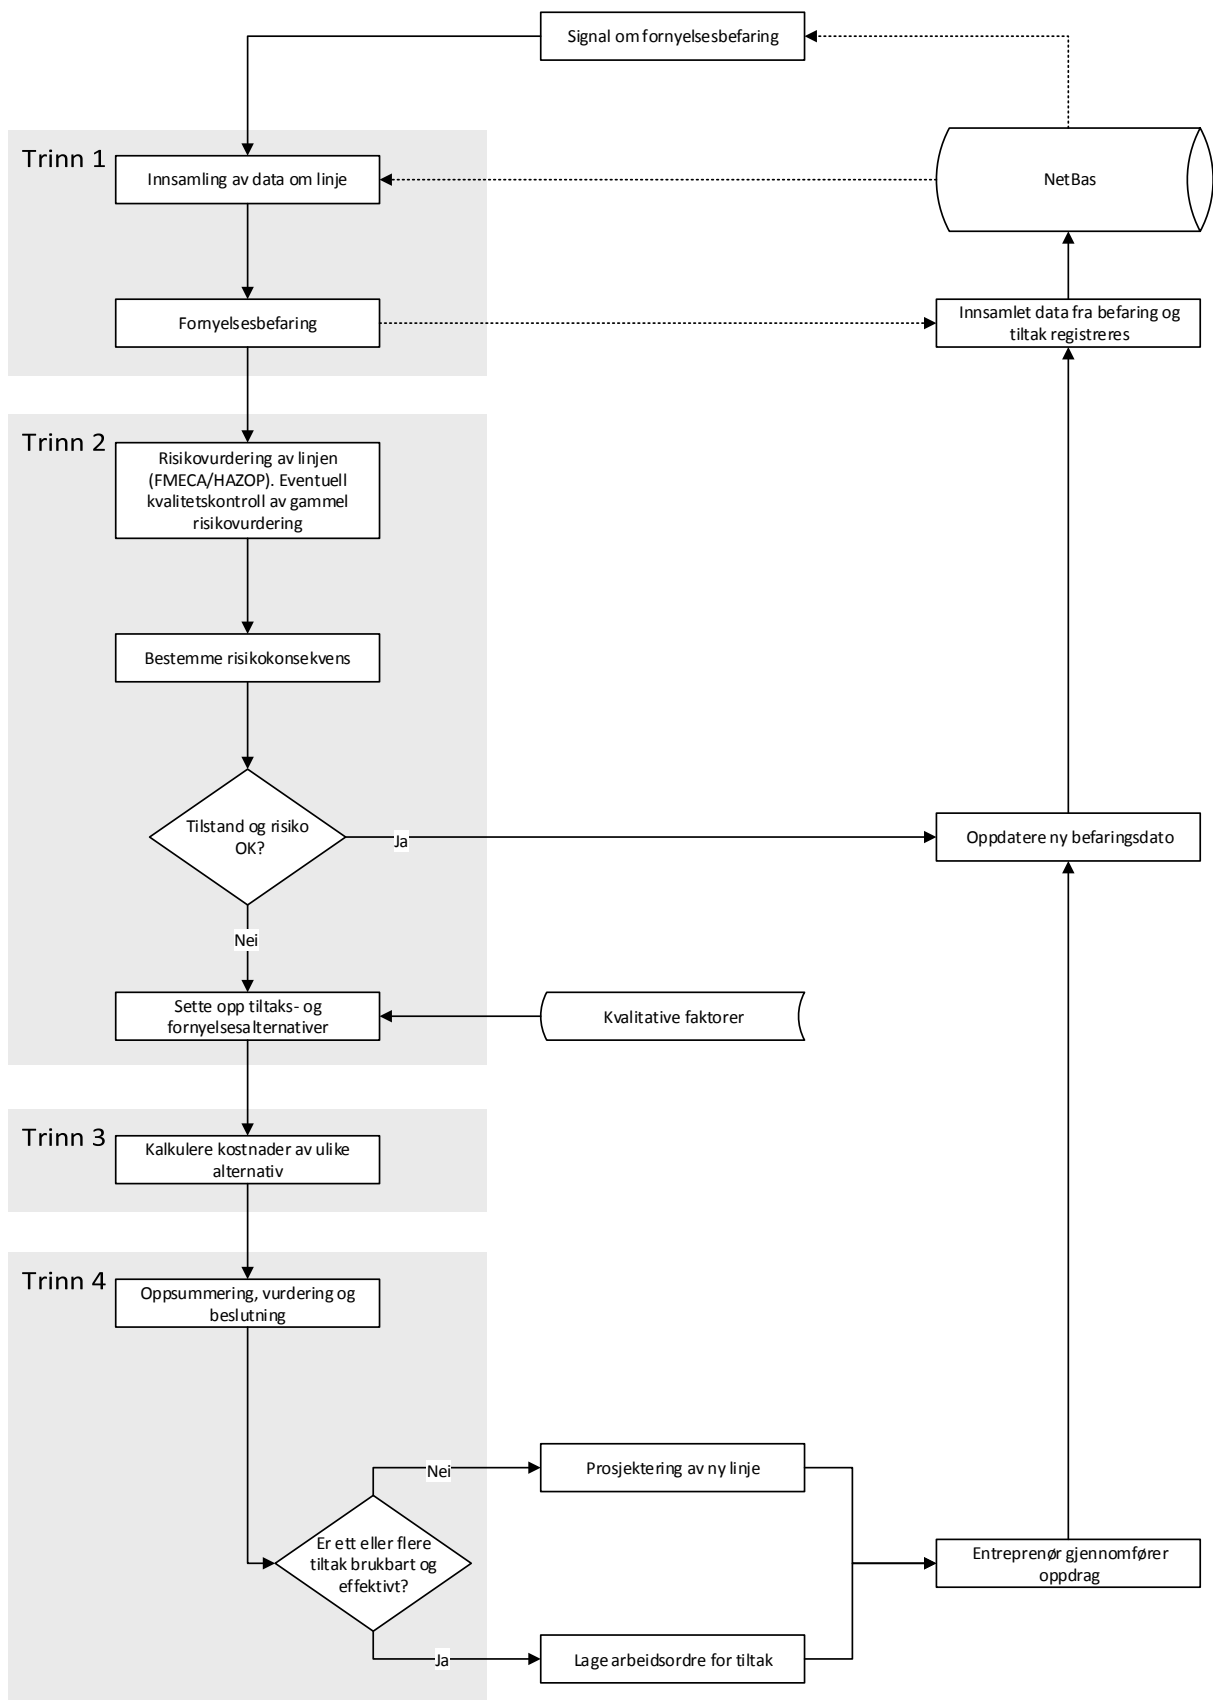 Signal om fornyelsesbefaring
Trinn 1
Innsamling av data om linje
NetBas
Fornyelsesbefaring
Innsamlet data fra befaring og
tiltak registreres
Trinn 2
Risikovurdering av linjen
(FMECA/HAZOP). Eventuell
kvalitetskontroll av gammel
risikovurdering
Bestemme risikokonsekvens
Tilstand og risiko
OK?
Ja
Oppdatere ny befaringsdato
Nei
Sette opp tiltaks- og
fornyelsesalternativer
Kvalitative faktorer
Trinn 3
Kalkulere kostnader av ulike
alternativ
Trinn 4
Oppsummering, vurdering og
beslutning
Nei
Prosjektering av ny linje
Er ett eller flere
tiltak brukbart og
effektivt?
Entreprenør gjennomfører
oppdrag
Ja
Lage arbeidsordre for tiltak